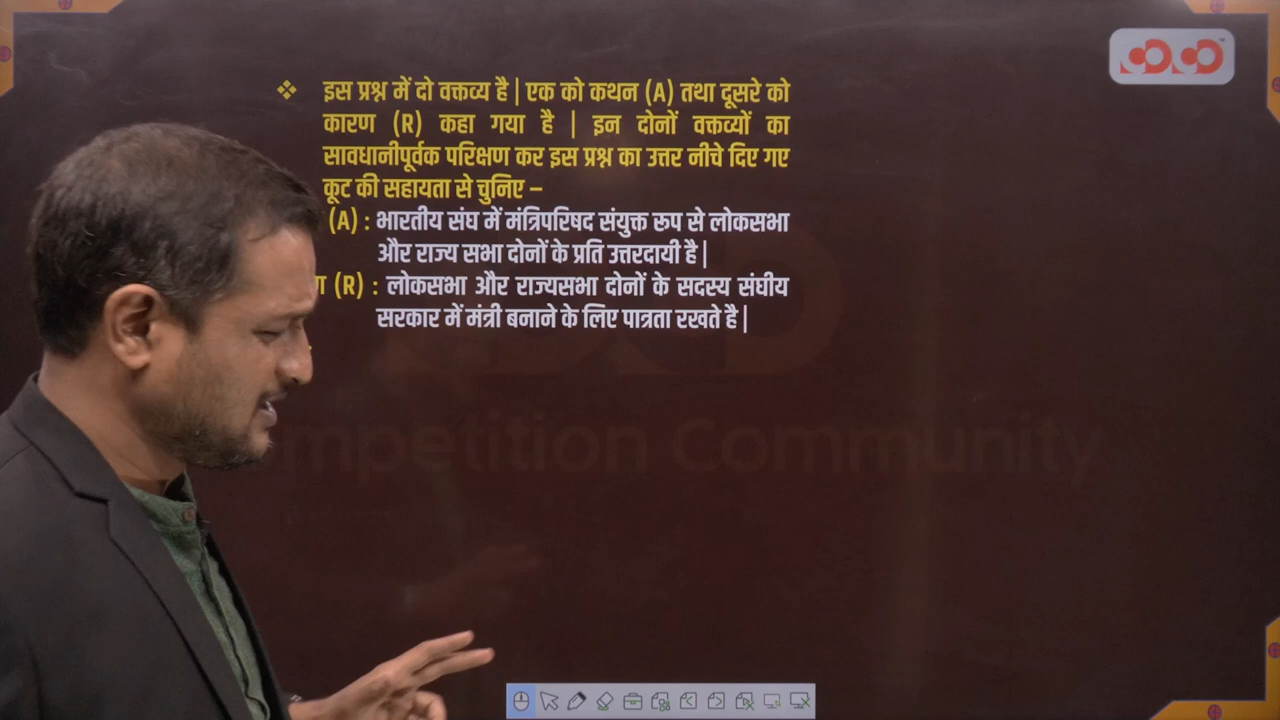 इस प्रश्न में दो वक्तव्य है | एक को कथन (A) तथा दूसरे को
कारण (R) कहा गया है | इन दोनों वक्तव्यों का
सावधानीपूर्वक परिक्षण कर इस प्रश्न का उत्तर नीचे दिए गए
कूट की सहायता से चुनिए –
(A) : भारतीय संघ में मंत्रिपरिषद संयुक्त रूप से लोकसभा
और राज्य सभा दोनों के प्रति उत्तरदायी है |
(R) : लोकसभा और राज्यसभा दोनों के सदस्य संघीय
सरकार में मंत्री बनाने के लिए पात्रता रखते है |
Community